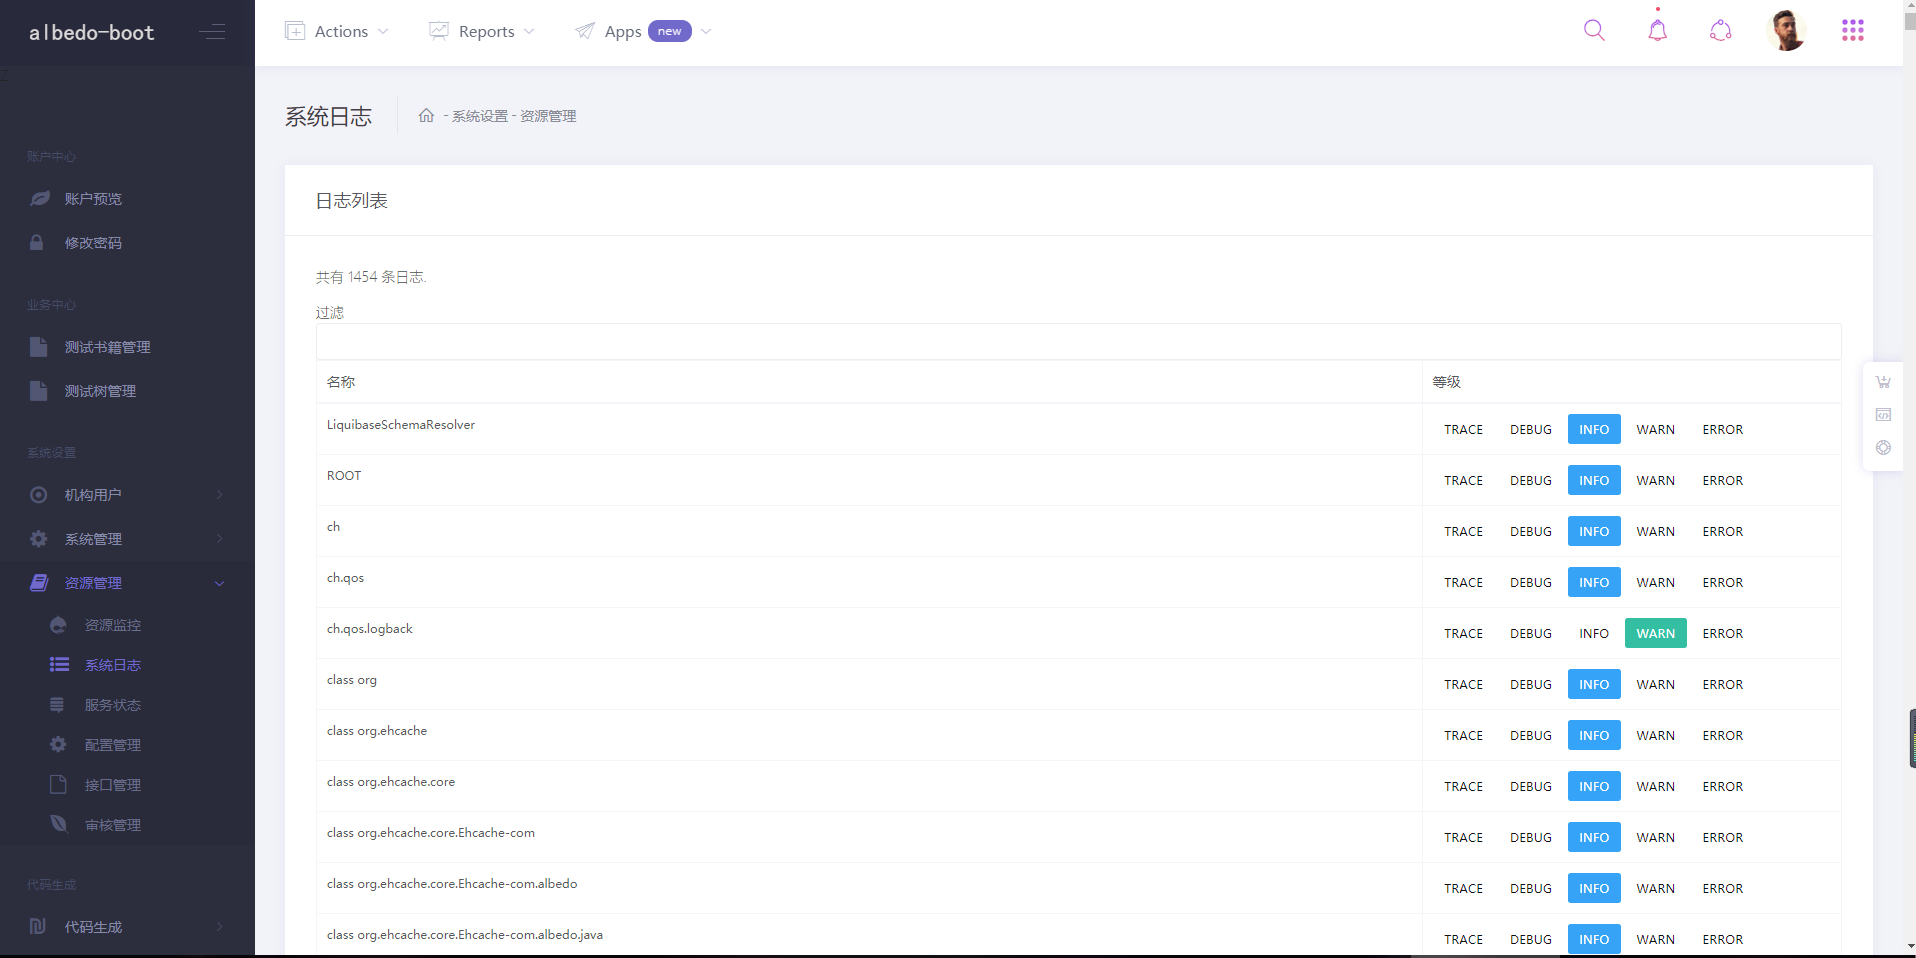 albedo-boot
Actions
Reports
Apps new
账户中心
账户预览
修改密码
业务中心
测试书籍管理
测试树管理
系统设置
机构用户
系统管理
资源管理
资源监控
系统日志
服务状态
配置管理
接口管理
审核管理
代码生成
代码生成
系统日志
- 系统设置 - 资源管理
日志列表
共有 1454 条日志.
过滤
名称 等级
LiquibaseSchemaResolver TRACE DEBUG INFO WARN ERROR
ROOT TRACE DEBUG INFO WARN ERROR
ch TRACE DEBUG INFO WARN ERROR
ch.qos TRACE DEBUG INFO WARN ERROR
ch.qos.logback TRACE DEBUG INFO WARN ERROR
class org TRACE DEBUG INFO WARN ERROR
class org.ehcache TRACE DEBUG INFO WARN ERROR
class org.ehcache.core TRACE DEBUG INFO WARN ERROR
class org.ehcache.core.Ehcache-com TRACE DEBUG INFO WARN ERROR
class org.ehcache.core.Ehcache-com.albedo TRACE DEBUG INFO WARN ERROR
class org.ehcache.core.Ehcache-com.albedo.java TRACE DEBUG INFO WARN ERROR